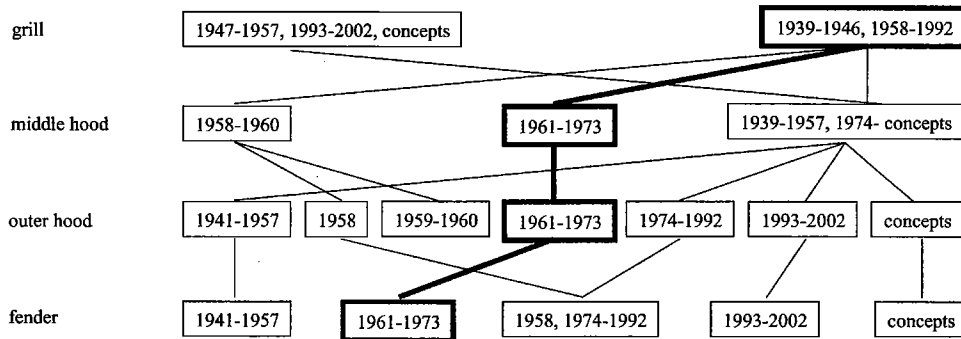 grill
1947-1957, 1993-2002, concepts
1939-1946, 1958-1992
middle hood
1958-1960
1961-1973
1939-1957, 1974- concepts
outer hood
1941-1957
1958
1959-1960
1961-1973
1974-1992
1993-2002
concepts
fender
1941-1957
1961-1973
1958, 1974-1992
1993-2002
concepts